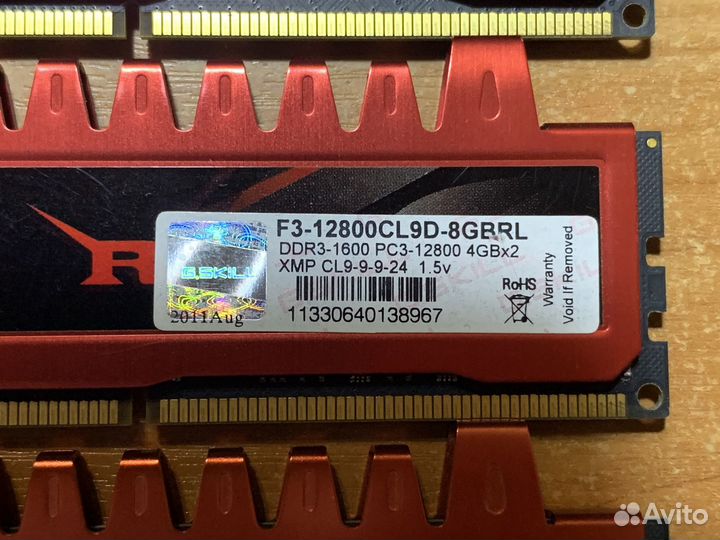 F3-12800CL9D-8GBRL
DDR3-1600 PC3-12800 4GBx2
XMP CL9-9-9-24 1.5v
G.SKILL
2011Aug
11330640138967
RoHS
Warranty
Void If Removed
R
Avito